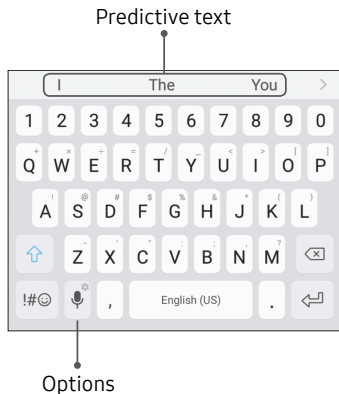 Predictive text
I The You >
1 2 3 4 5 6 7 8 9 0
+ × ÷ = / _ < > [ ]
Q W E R T Y U I O P
! @ # $ % & * ( )
A S D F G H J K L
- ' " : ; , ?
Z X C V B N M
!#☺ , English (US) .
Options